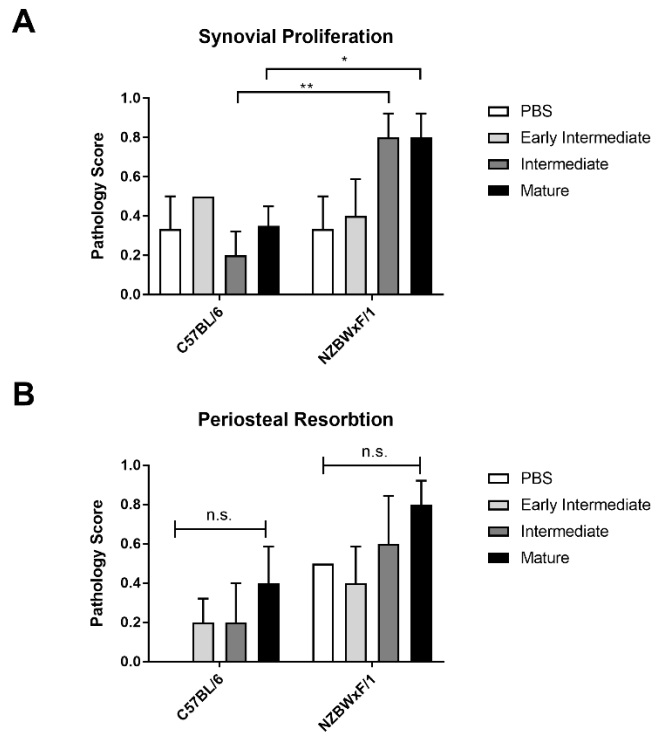 A
Synovial Proliferation
*
**
1.0
0.8
0.6
0.4
0.2
0.0
Pathology Score
C57BL/6
NZBWxF/1
PBS
Early Intermediate
Intermediate
Mature
B
Periosteal Resorbtion
n.s.
n.s.
1.0
0.8
0.6
0.4
0.2
0.0
Pathology Score
C57BL/6
NZBWxF/1
PBS
Early Intermediate
Intermediate
Mature